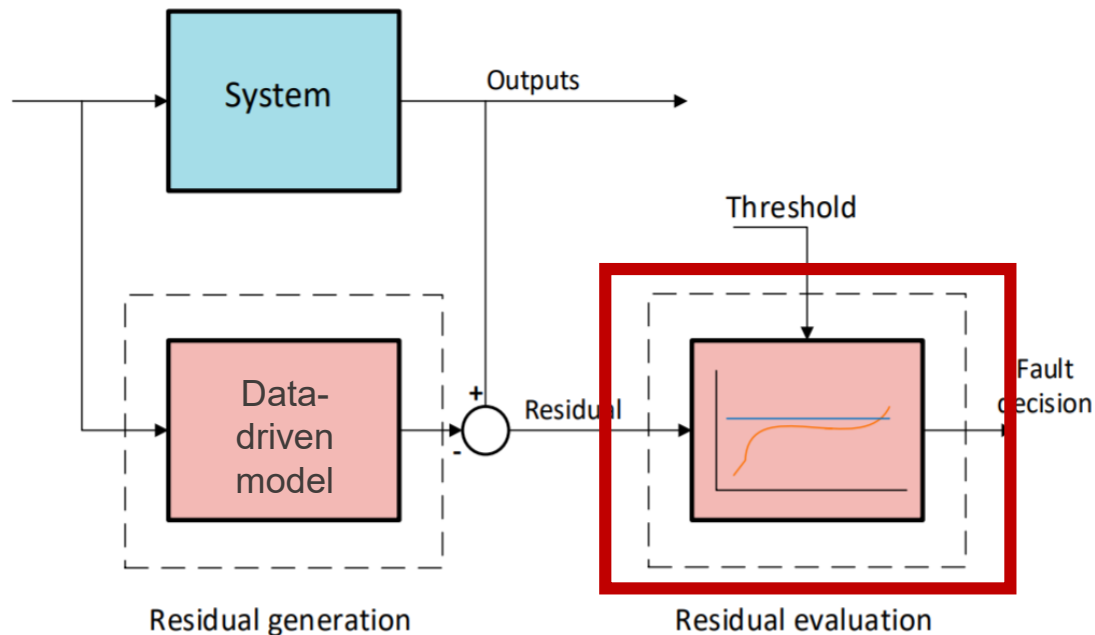 System
Outputs
Threshold
Data-
driven
model
+
-
Residual
Fault
decision
Residual generation
Residual evaluation